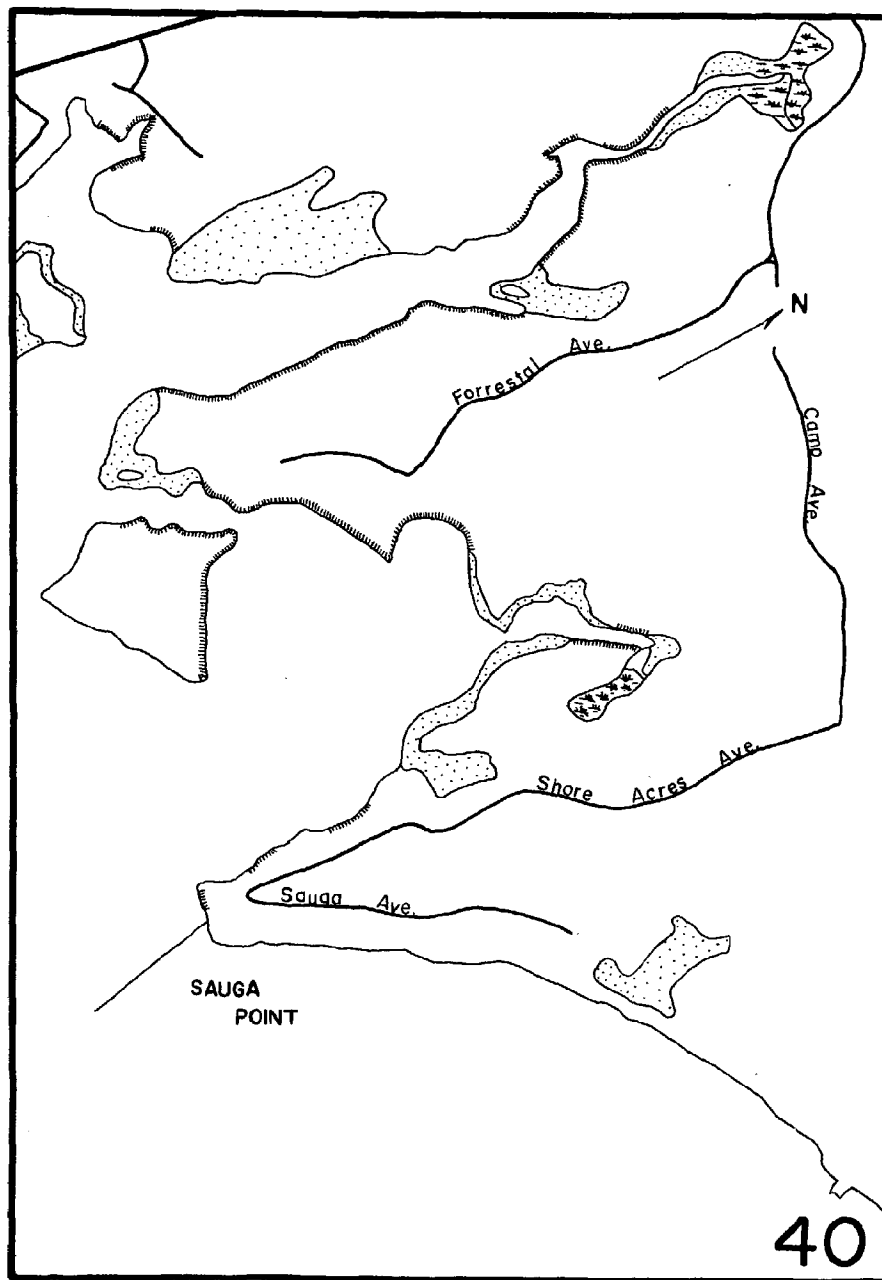 N
Forrestal Ave.
Camp Ave.
Shore Acres Ave.
Sauga Ave.
SAUGA
POINT
40